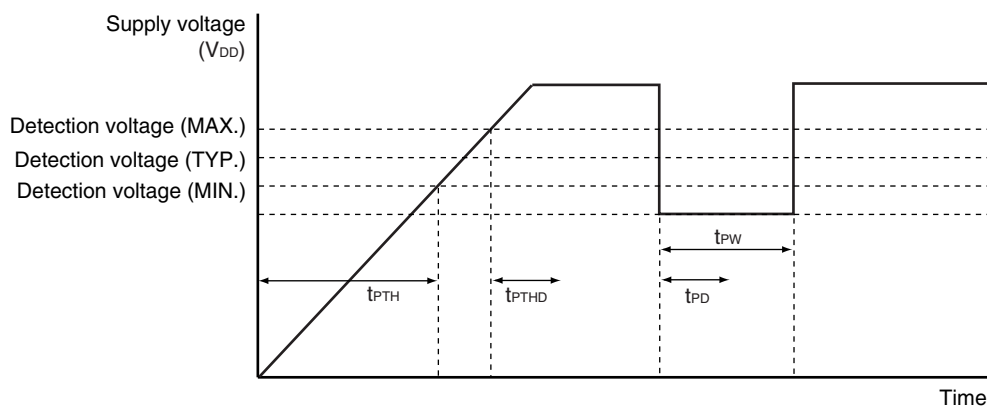 Supply voltage
(VDD)
Detection voltage (MAX.)
Detection voltage (TYP.)
Detection voltage (MIN.)
tPW
tPTH
tPTHD
tPD
Time